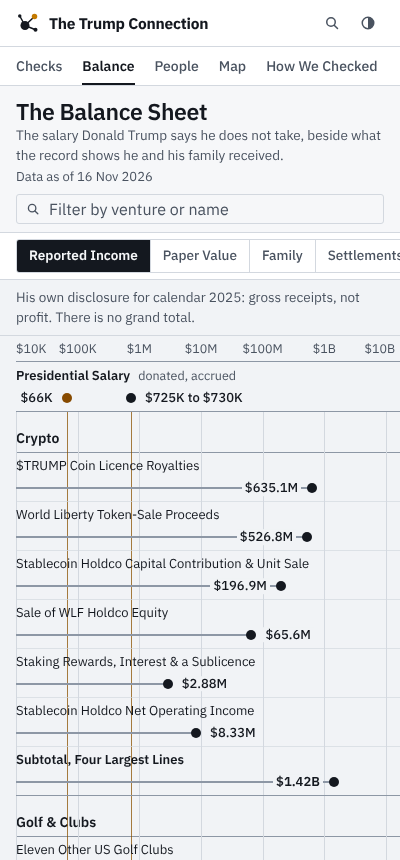 The Trump Connection
Checks Balance People Map How We Checked
The Balance Sheet
The salary Donald Trump says he does not take, beside what
the record shows he and his family received.
Data as of 16 Nov 2026
Filter by venture or name
Reported Income Paper Value Family Settlements
His own disclosure for calendar 2025: gross receipts, not
profit. There is no grand total.
$10K $100K $1M $10M $100M $1B $10B
Presidential Salary donated, accrued
$66K $725K to $730K
Crypto
$TRUMP Coin Licence Royalties
$635.1M
World Liberty Token-Sale Proceeds
$526.8M
Stablecoin Holdco Capital Contribution & Unit Sale
$196.9M
Sale of WLF Holdco Equity
$65.6M
Staking Rewards, Interest & a Sublicence
$2.88M
Stablecoin Holdco Net Operating Income
$8.33M
Subtotal, Four Largest Lines
$1.42B
Golf & Clubs
Eleven Other US Golf Clubs